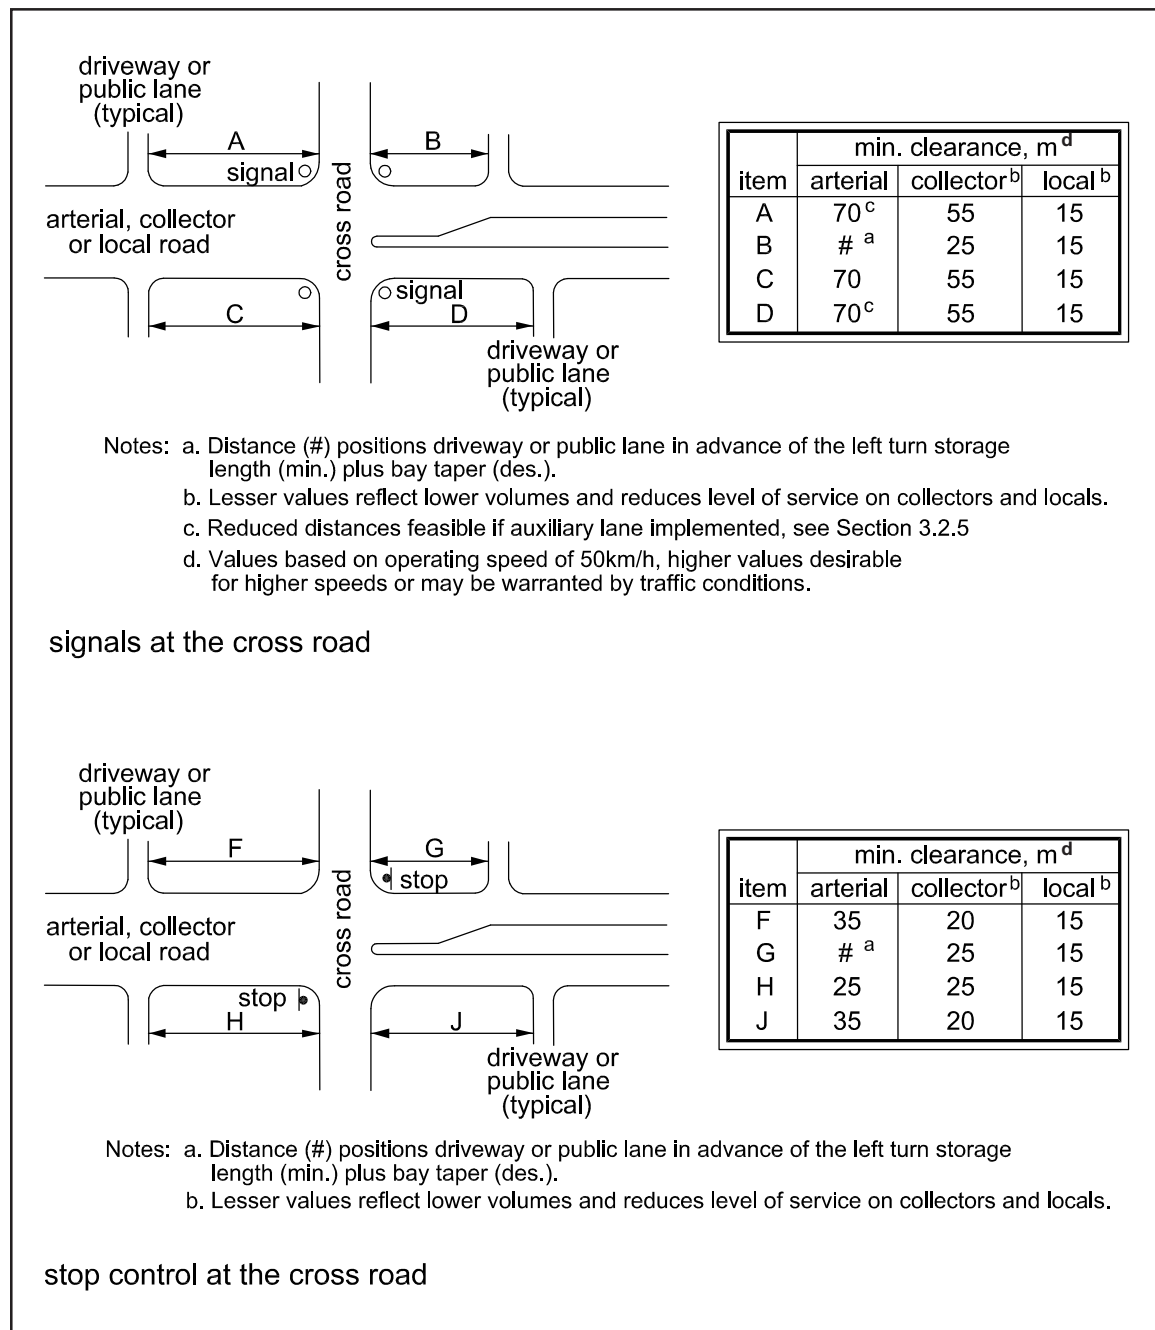 driveway or
public lane
(typical)
A
B
signal
arterial, collector
or local road
cross road
signal
C
D
driveway or
public lane
(typical)
min. clearance, m d
item arterial collector b local b
A 70 c 55 15
B # a 25 15
C 70 55 15
D 70 c 55 15
Notes: a. Distance (#) positions driveway or public lane in advance of the left turn storage
length (min.) plus bay taper (des.).
b. Lesser values reflect lower volumes and reduces level of service on collectors and locals.
c. Reduced distances feasible if auxiliary lane implemented, see Section 3.2.5
d. Values based on operating speed of 50km/h, higher values desirable
for higher speeds or may be warranted by traffic conditions.
signals at the cross road
driveway or
public lane
(typical)
F
G
stop
arterial, collector
or local road
cross road
stop
H
J
driveway or
public lane
(typical)
min. clearance, m d
item arterial collector b local b
F 35 20 15
G # a 25 15
H 25 25 15
J 35 20 15
Notes: a. Distance (#) positions driveway or public lane in advance of the left turn storage
length (min.) plus bay taper (des.).
b. Lesser values reflect lower volumes and reduces level of service on collectors and locals.
stop control at the cross road